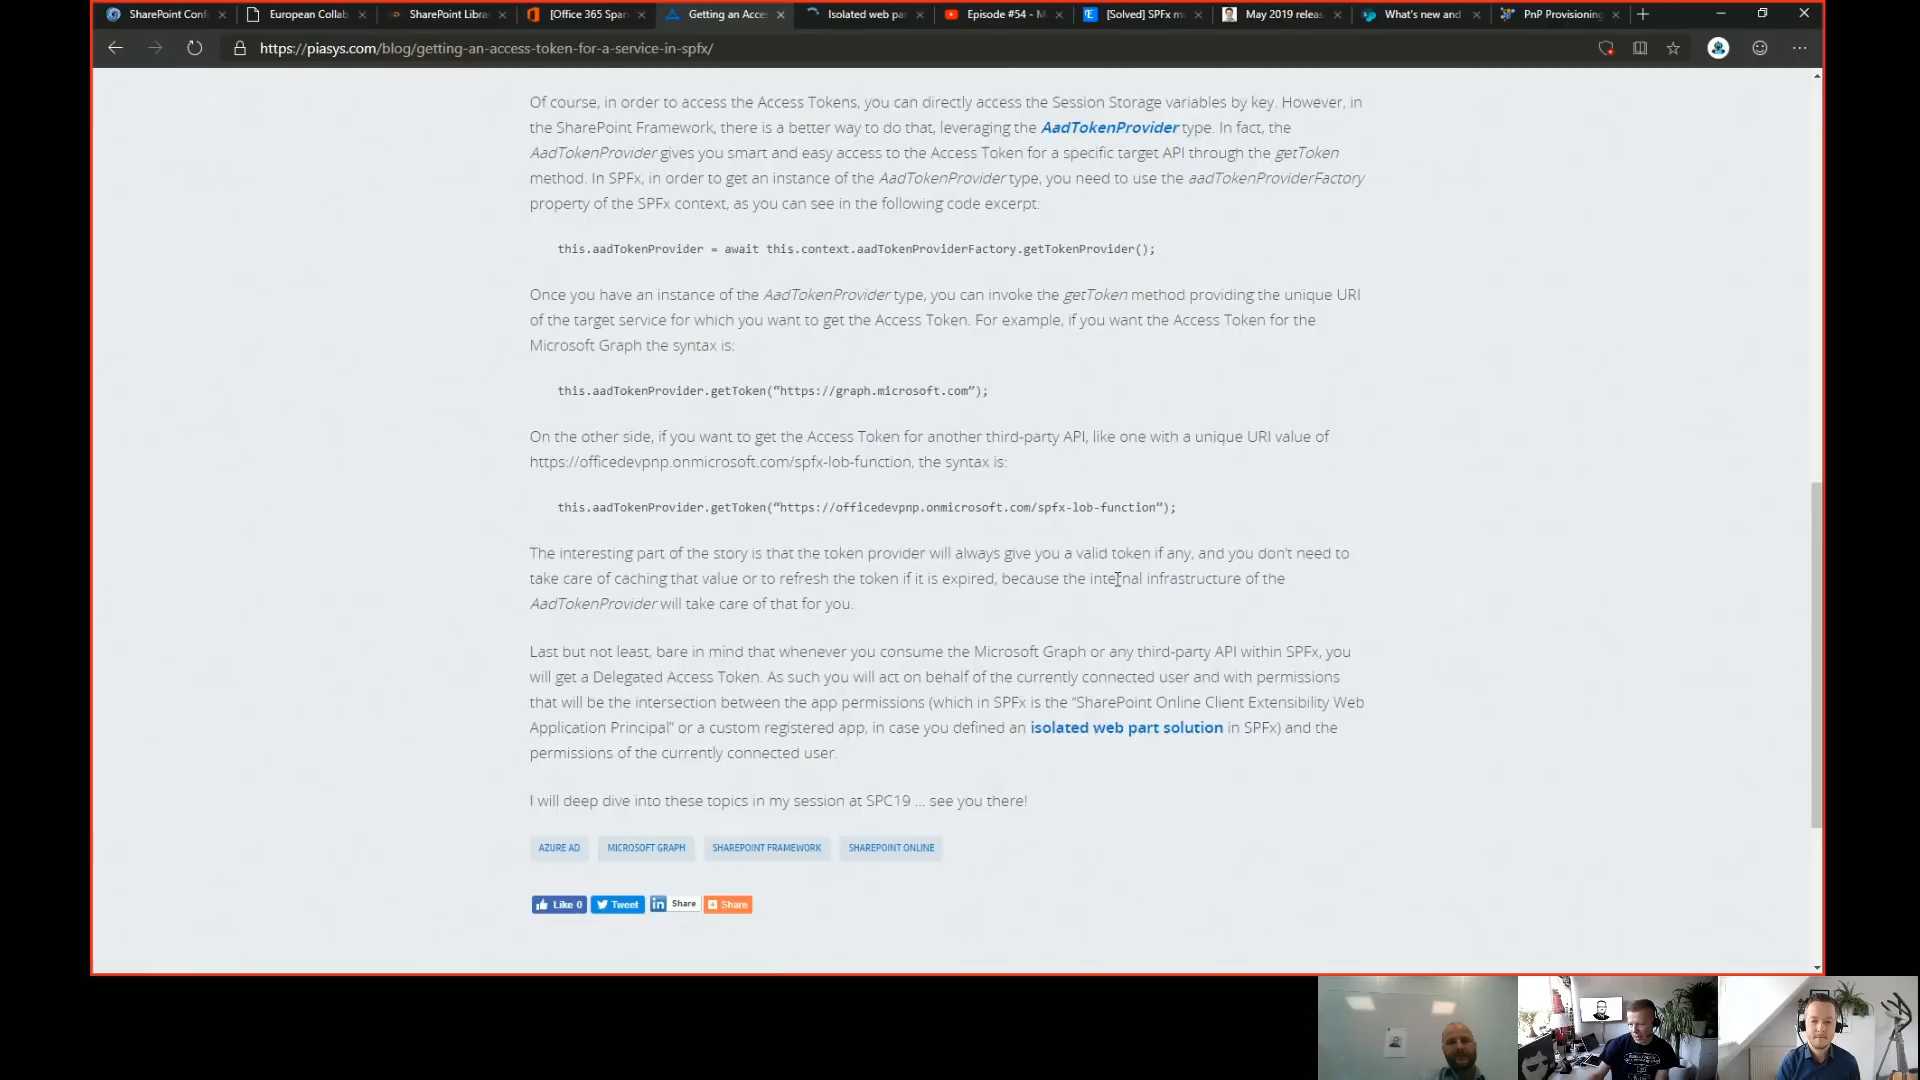 SharePoint Conf
European Collab
SharePoint Libra
[Office 365 Spar
Getting an Acce
Isolated web pa
Episode #54 - M
[Solved] SPFx m
May 2019 releas
What's new and
PnP Provisioning
https://piasys.com/blog/getting-an-access-token-for-a-service-in-spfx/
Of course, in order to access the Access Tokens, you can directly access the Session Storage variables by key. However, in
the SharePoint Framework, there is a better way to do that, leveraging the AadTokenProvider type. In fact, the
AadTokenProvider gives you smart and easy access to the Access Token for a specific target API through the getToken
method. In SPFx, in order to get an instance of the AadTokenProvider type, you need to use the aadTokenProviderFactory
property of the SPFx context, as you can see in the following code excerpt:
this.aadTokenProvider = await this.context.aadTokenProviderFactory.getTokenProvider();
Once you have an instance of the AadTokenProvider type, you can invoke the getToken method providing the unique URI
of the target service for which you want to get the Access Token. For example, if you want the Access Token for the
Microsoft Graph the syntax is:
this.aadTokenProvider.getToken(“https://graph.microsoft.com”);
On the other side, if you want to get the Access Token for another third-party API, like one with a unique URI value of
https://officedevpnp.onmicrosoft.com/spfx-lob-function, the syntax is:
this.aadTokenProvider.getToken(“https://officedevpnp.onmicrosoft.com/spfx-lob-function”);
The interesting part of the story is that the token provider will always give you a valid token if any, and you don't need to
take care of caching that value or to refresh the token if it is expired, because the internal infrastructure of the
AadTokenProvider will take care of that for you.
Last but not least, bare in mind that whenever you consume the Microsoft Graph or any third-party API within SPFx, you
will get a Delegated Access Token. As such you will act on behalf of the currently connected user and with permissions
that will be the intersection between the app permissions (which in SPFx is the “SharePoint Online Client Extensibility Web
Application Principal” or a custom registered app, in case you defined an isolated web part solution in SPFx) and the
permissions of the currently connected user.
I will deep dive into these topics in my session at SPC19 ... see you there!
AZURE AD
MICROSOFT GRAPH
SHAREPOINT FRAMEWORK
SHAREPOINT ONLINE
Like 0
Tweet
in Share
Share